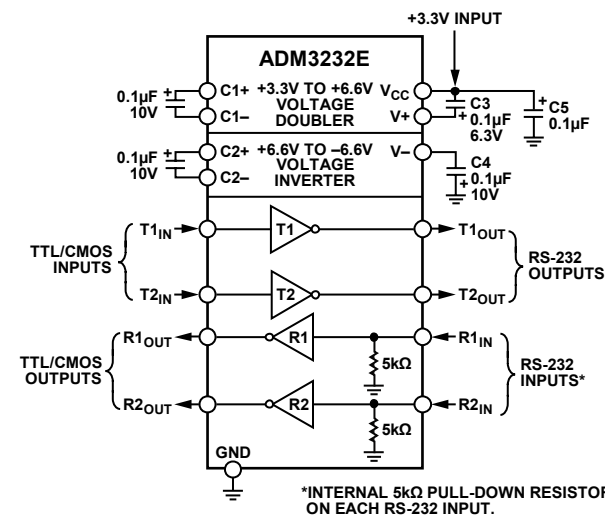 +3.3V INPUT
ADM3232E
0.1µF
10V
+
C1+
C1–
+3.3V TO +6.6V
VOLTAGE
DOUBLER
VCC
V+
C3
0.1µF
6.3V
+
+
C5
0.1µF
0.1µF
10V
+
C2+
C2–
+6.6V TO –6.6V
VOLTAGE
INVERTER
V–
C4
0.1µF
10V
+
TTL/CMOS
INPUTS
T1IN
T1
T1OUT
T2IN
T2
T2OUT
RS-232
OUTPUTS
TTL/CMOS
OUTPUTS
R1OUT
R1
R1IN
5kΩ
R2OUT
R2
R2IN
5kΩ
RS-232
INPUTS*
GND
*INTERNAL 5kΩ PULL-DOWN RESISTOR
ON EACH RS-232 INPUT.